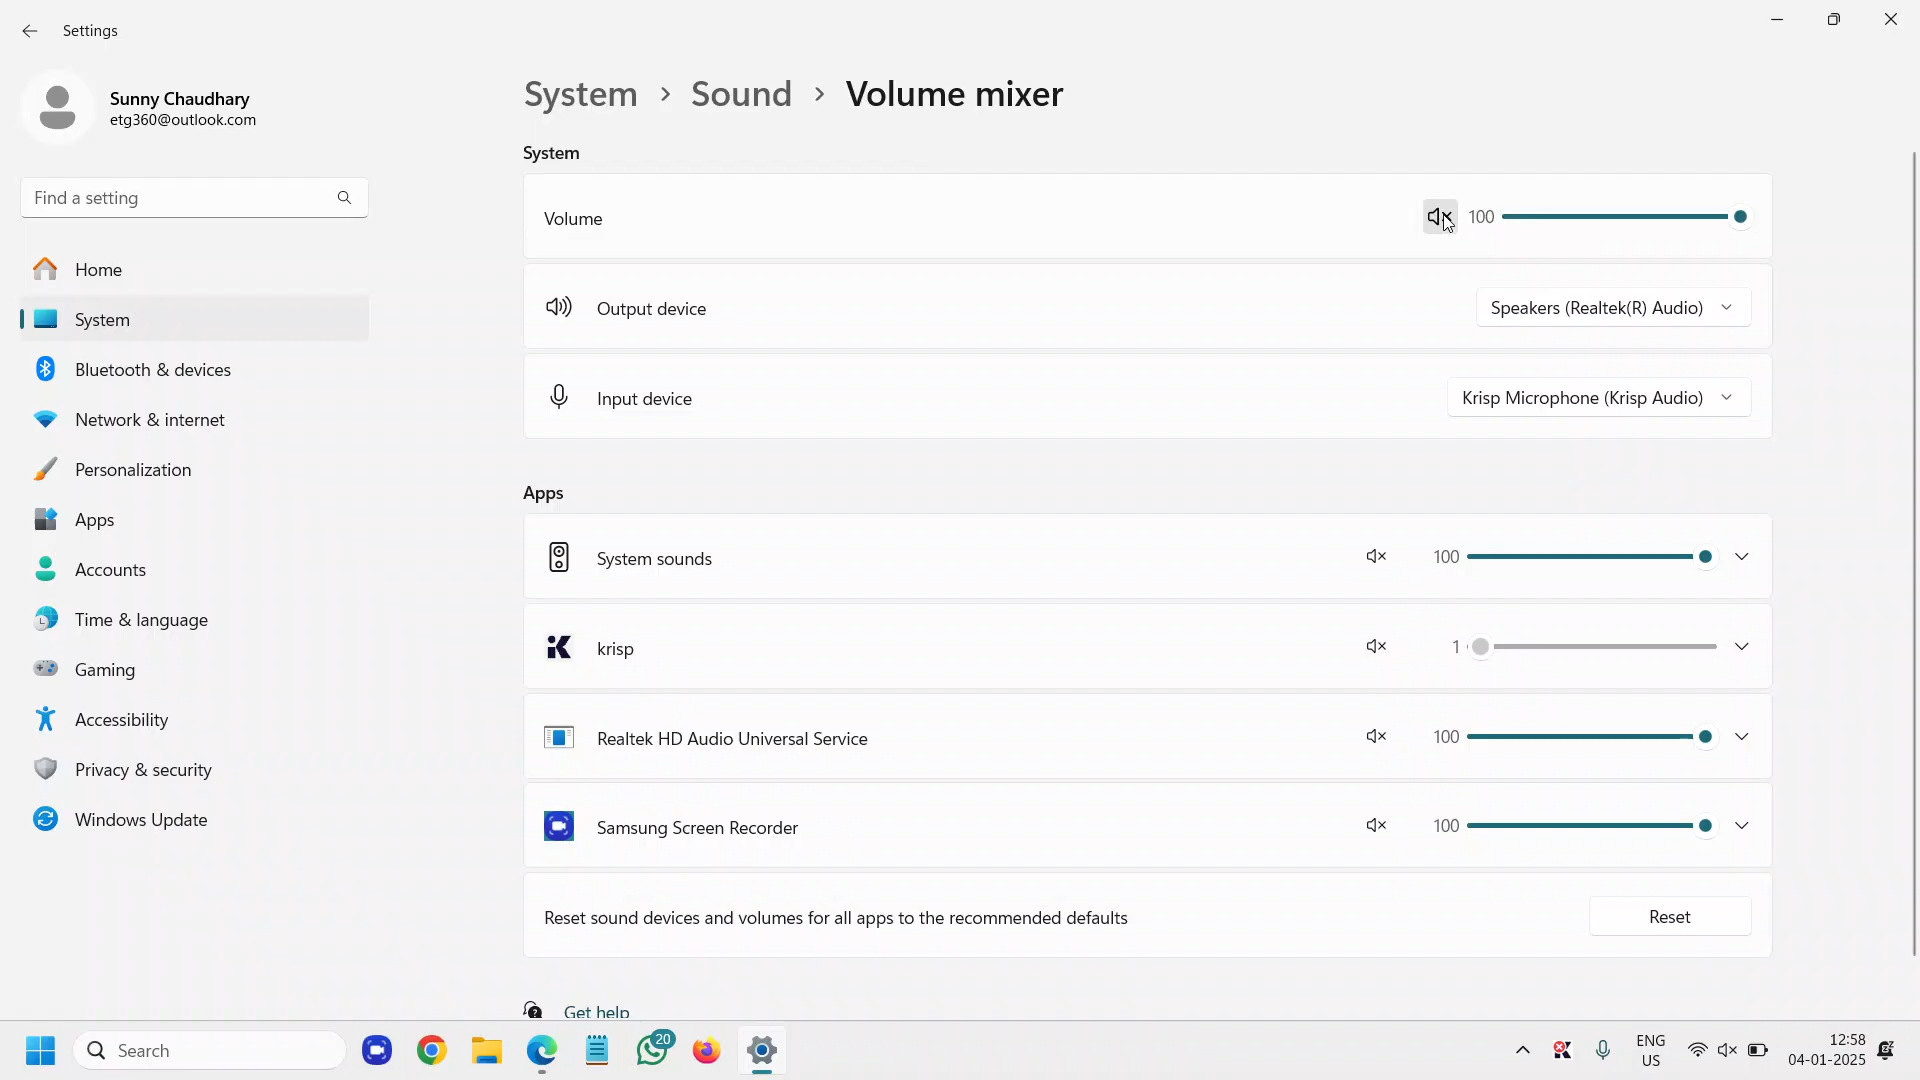 Settings
Sunny Chaudhary
etg360@outlook.com
Find a setting
Home
System
Bluetooth & devices
Network & internet
Personalization
Apps
Accounts
Time & language
Gaming
Accessibility
Privacy & security
Windows Update
System > Sound > Volume mixer
System
Volume 100
Output device Speakers (Realtek(R) Audio)
Input device Krisp Microphone (Krisp Audio)
Apps
System sounds 100
krisp 1
Realtek HD Audio Universal Service 100
Samsung Screen Recorder 100
Reset sound devices and volumes for all apps to the recommended defaults Reset
Get help
Search
20
ENG
US
12:58
04-01-2025